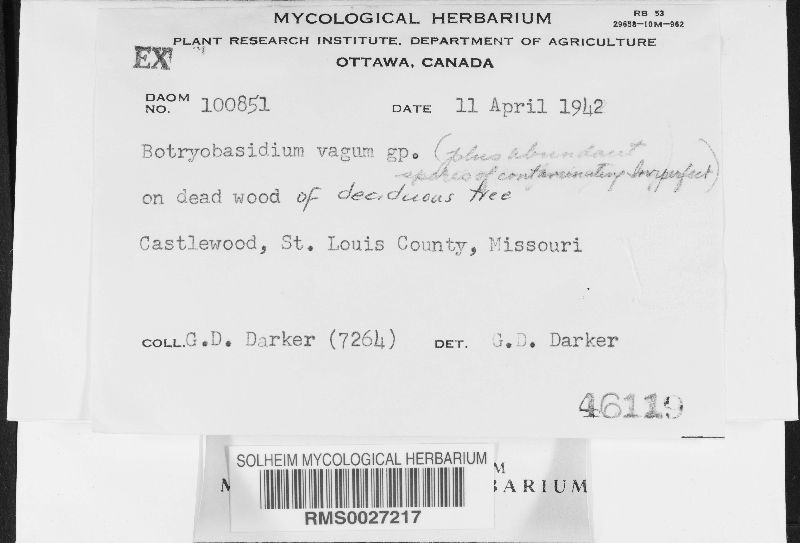 MYCOLOGICAL HERBARIUM
RB 53
29658-10M-962
PLANT RESEARCH INSTITUTE, DEPARTMENT OF AGRICULTURE
EX
OTTAWA, CANADA
DAOM NO. 100851 DATE 11 April 1942
Botryobasidium vagum gp. (plus abundant
spores of contaminating Imperfect)
on dead wood of deciduous tree
Castlewood, St. Louis County, Missouri
COLL. G.D. Darker (7264) DET. G.D. Darker
46119
SOLHEIM MYCOLOGICAL HERBARIUM
RMS0027217
M
M
BARIUM